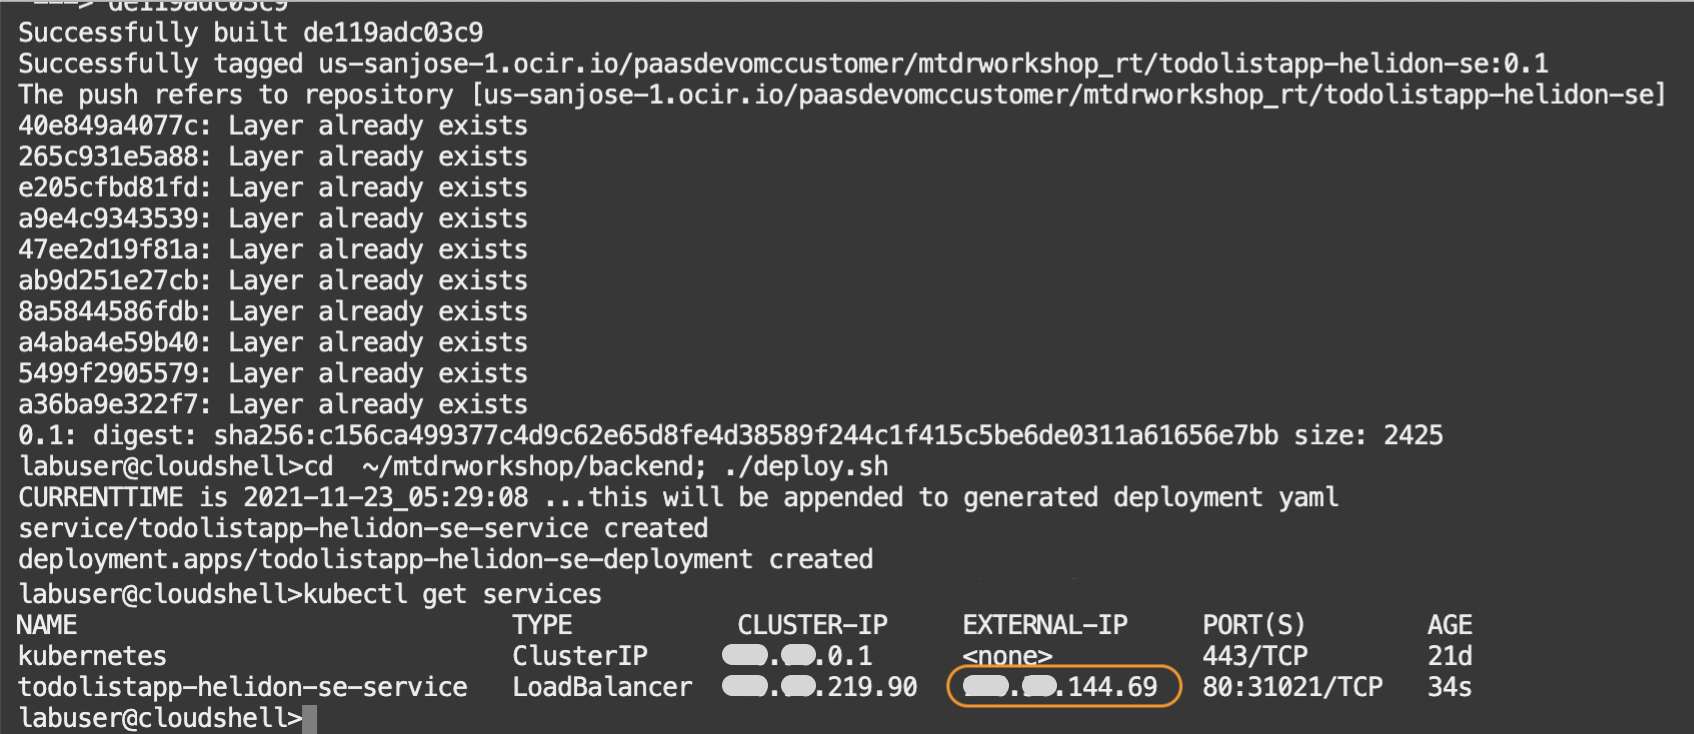 ---> de119adc03c9
Successfully built de119adc03c9
Successfully tagged us-sanjose-1.ocir.io/paasdevomccustomer/mtdrworkshop_rt/todolistapp-helidon-se:0.1
The push refers to repository [us-sanjose-1.ocir.io/paasdevomccustomer/mtdrworkshop_rt/todolistapp-helidon-se]
40e849a4077c: Layer already exists
265c931e5a88: Layer already exists
e205cfbd81fd: Layer already exists
a9e4c9343539: Layer already exists
47ee2d19f81a: Layer already exists
ab9d251e27cb: Layer already exists
8a5844586fdb: Layer already exists
a4aba4e59b40: Layer already exists
5499f2905579: Layer already exists
a36ba9e322f7: Layer already exists
0.1: digest: sha256:c156ca499377c4d9c62e65d8fe4d38589f244c1f415c5be6de0311a61656e7bb size: 2425
labuser@cloudshell>cd  ~/mtdrworkshop/backend; ./deploy.sh
CURRENTTIME is 2021-11-23_05:29:08 ...this will be appended to generated deployment yaml
service/todolistapp-helidon-se-service created
deployment.apps/todolistapp-helidon-se-deployment created
labuser@cloudshell>kubectl get services
NAME TYPE CLUSTER-IP EXTERNAL-IP PORT(S) AGE
kubernetes ClusterIP . .0.1 <none> 443/TCP 21d
todolistapp-helidon-se-service LoadBalancer . .219.90 . .144.69 80:31021/TCP 34s
labuser@cloudshell>